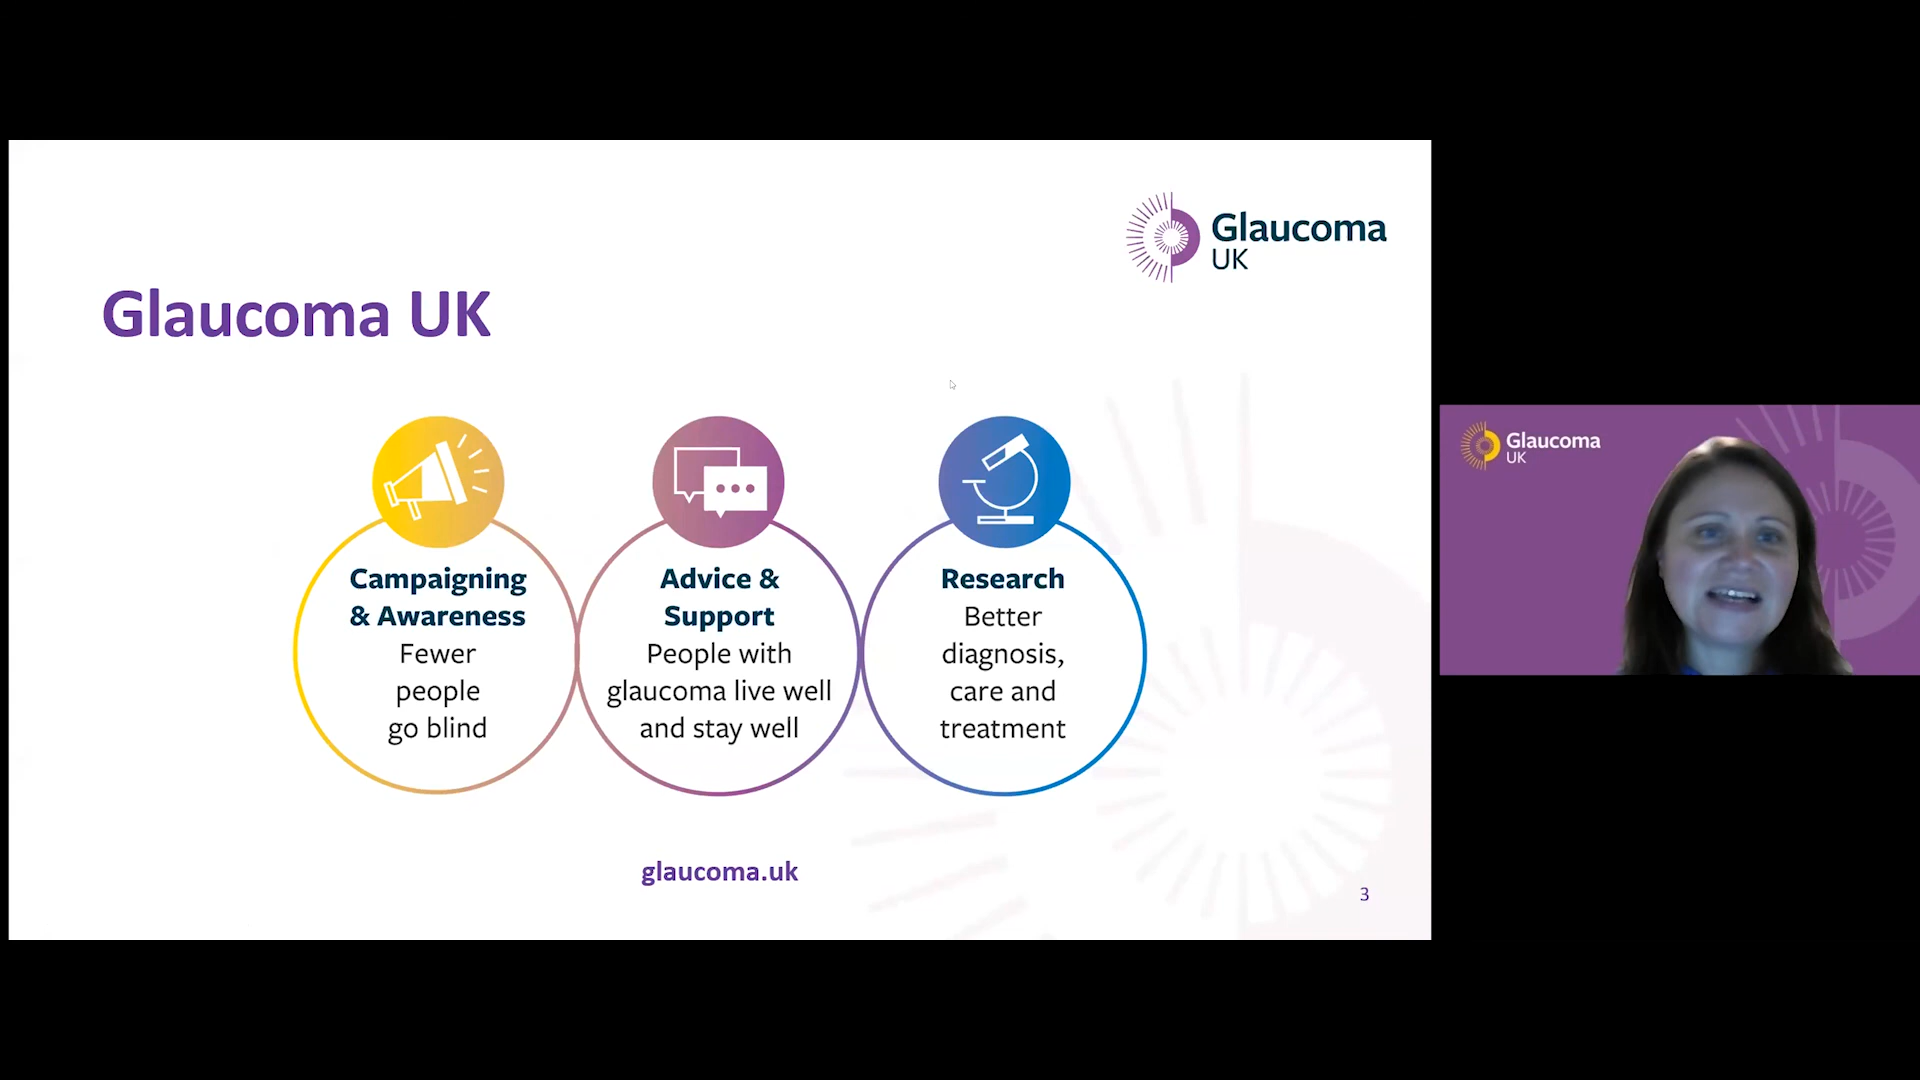 Glaucoma
UK
Glaucoma UK
Campaigning
& Awareness
Fewer
people
go blind
Advice &
Support
People with
glaucoma live well
and stay well
Research
Better
diagnosis,
care and
treatment
glaucoma.uk
3
Glaucoma
UK